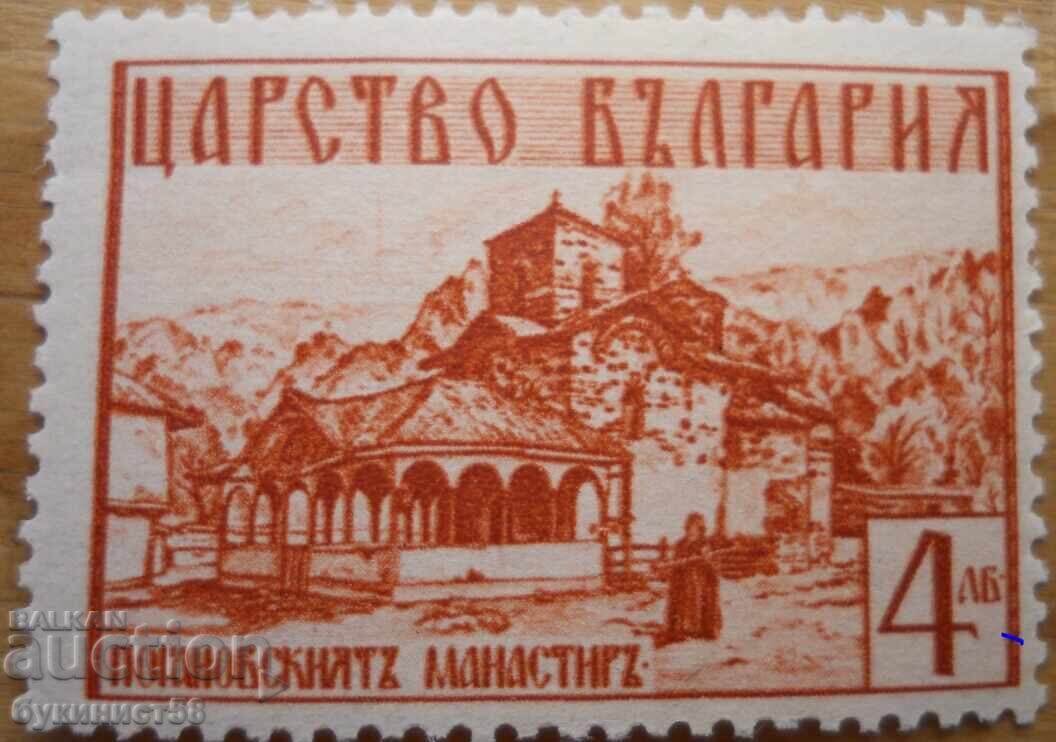 ЦАРСТВО БЪЛГАРИЯ
4 ЛВ.
МАНАСТИРЪ.
BALKAN
auction
букинист58